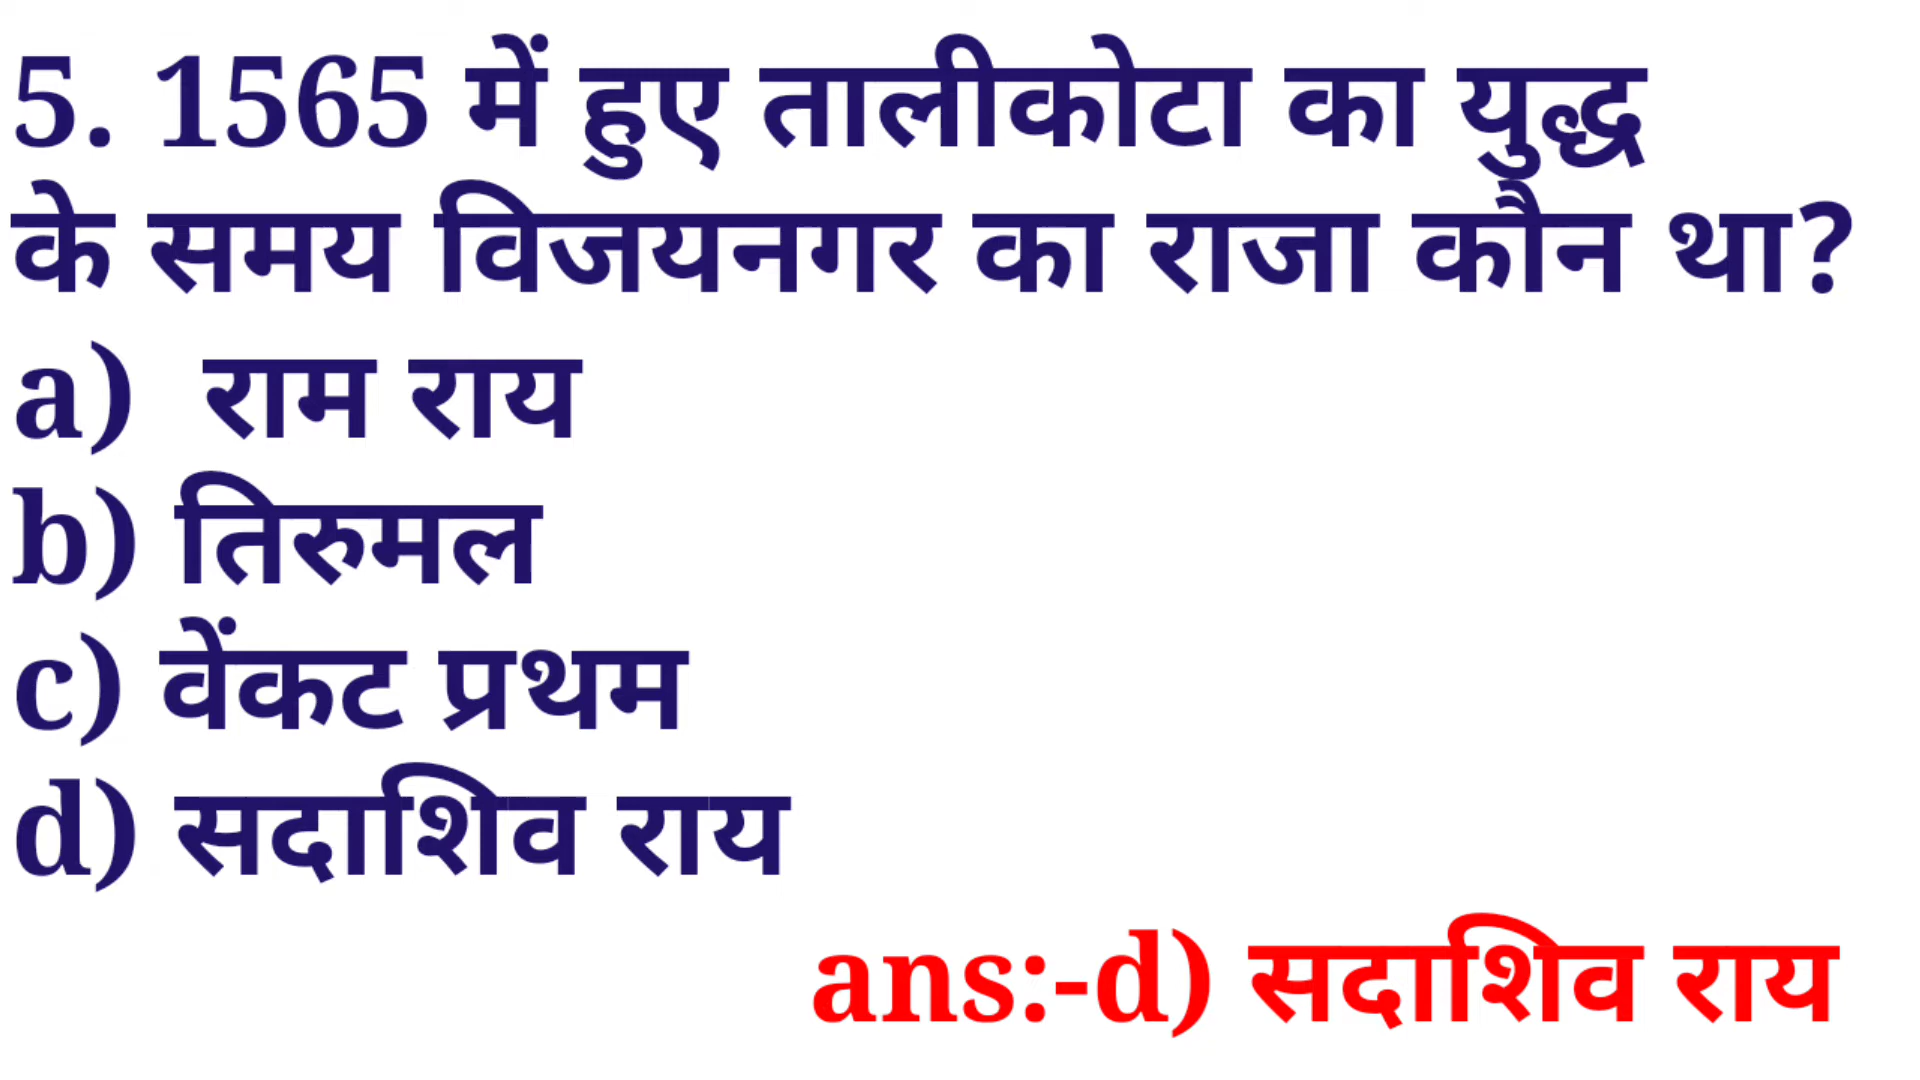 5. 1565 में हुए तालीकोटा का युद्ध
के समय विजयनगर का राजा कौन था?
a) राम राय
b) तिरुमल
c) वेंकट प्रथम
d) सदाशिव राय
ans:-d) सदाशिव राय